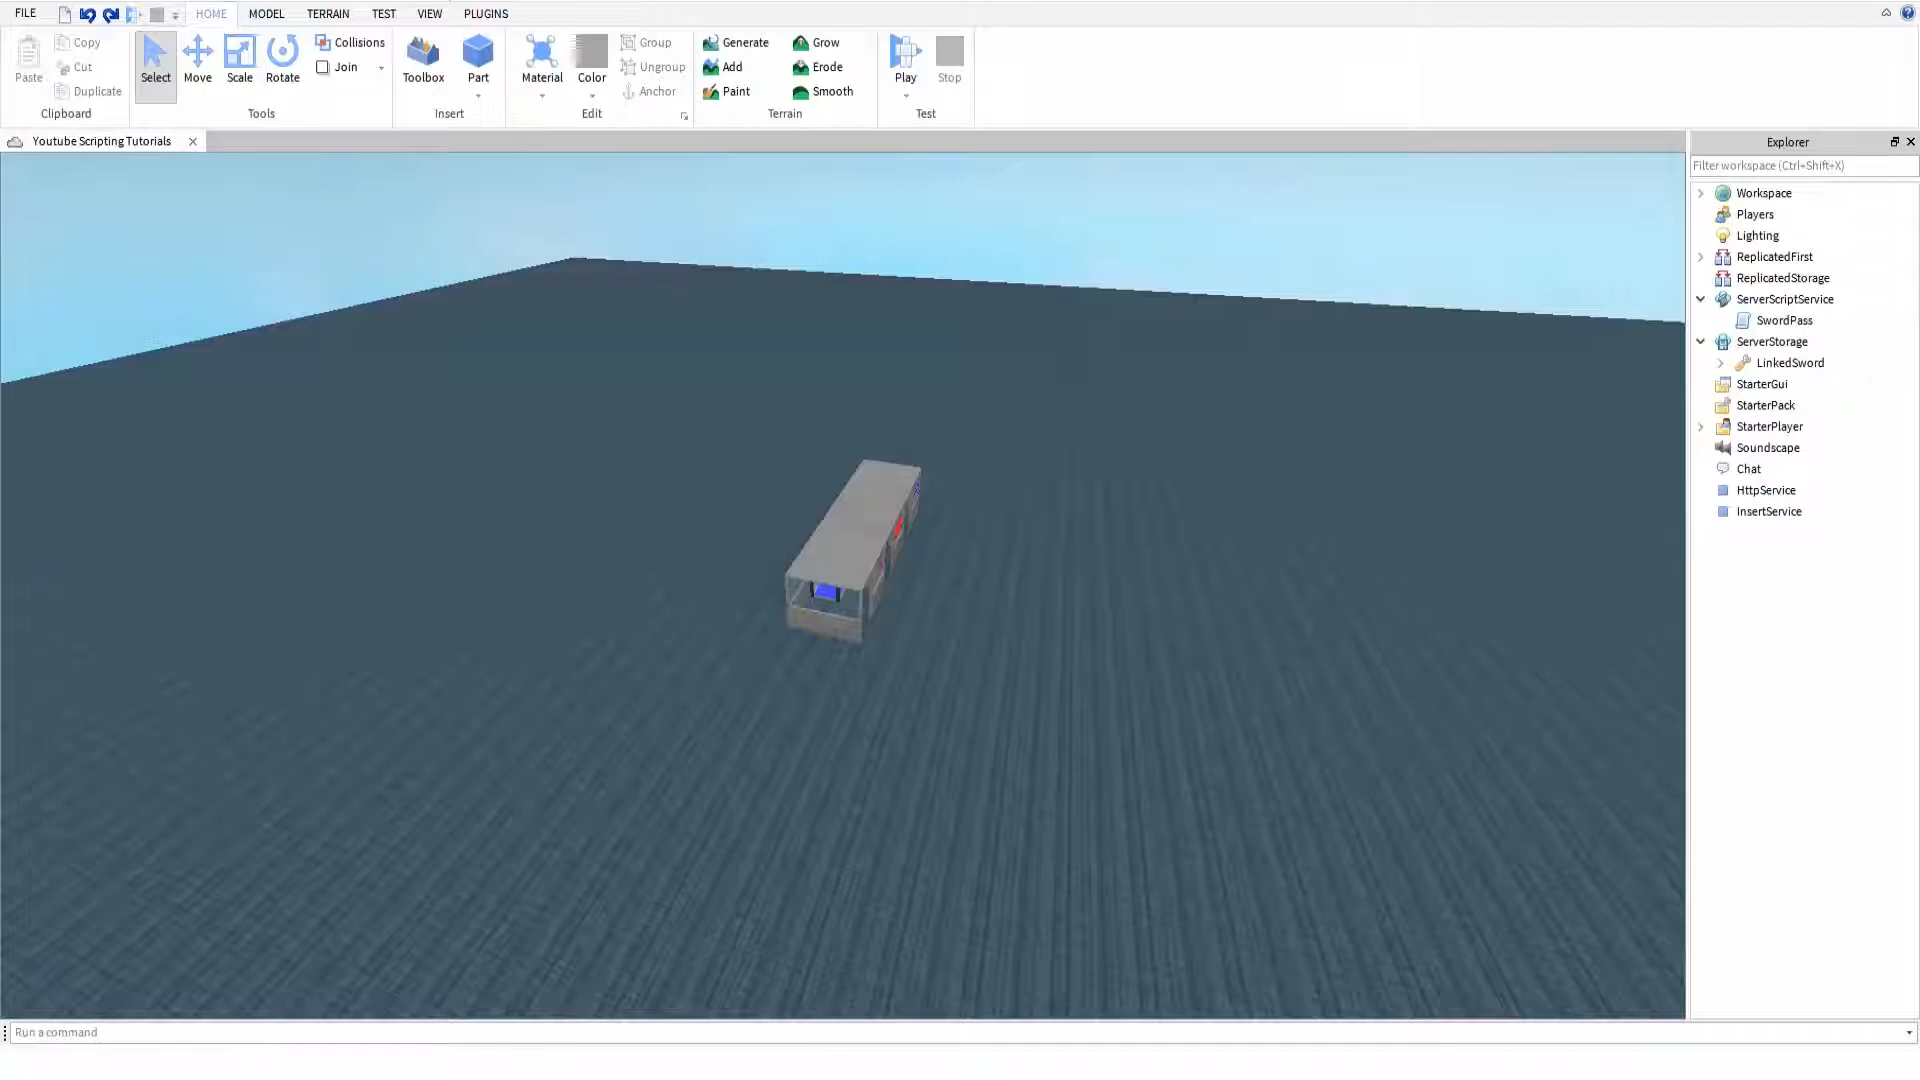 FILE HOME MODEL TERRAIN TEST VIEW PLUGINS
Paste
Copy
Cut
Duplicate
Clipboard
Select
Move
Scale
Rotate
Collisions
Join
Tools
Toolbox
Part
Insert
Material
Color
Group
Ungroup
Anchor
Edit
Generate
Add
Paint
Grow
Erode
Smooth
Terrain
Play
Stop
Test
Youtube Scripting Tutorials
Explorer
Filter workspace (Ctrl+Shift+X)
Workspace
Players
Lighting
ReplicatedFirst
ReplicatedStorage
ServerScriptService
SwordPass
ServerStorage
LinkedSword
StarterGui
StarterPack
StarterPlayer
Soundscape
Chat
HttpService
InsertService
Run a command